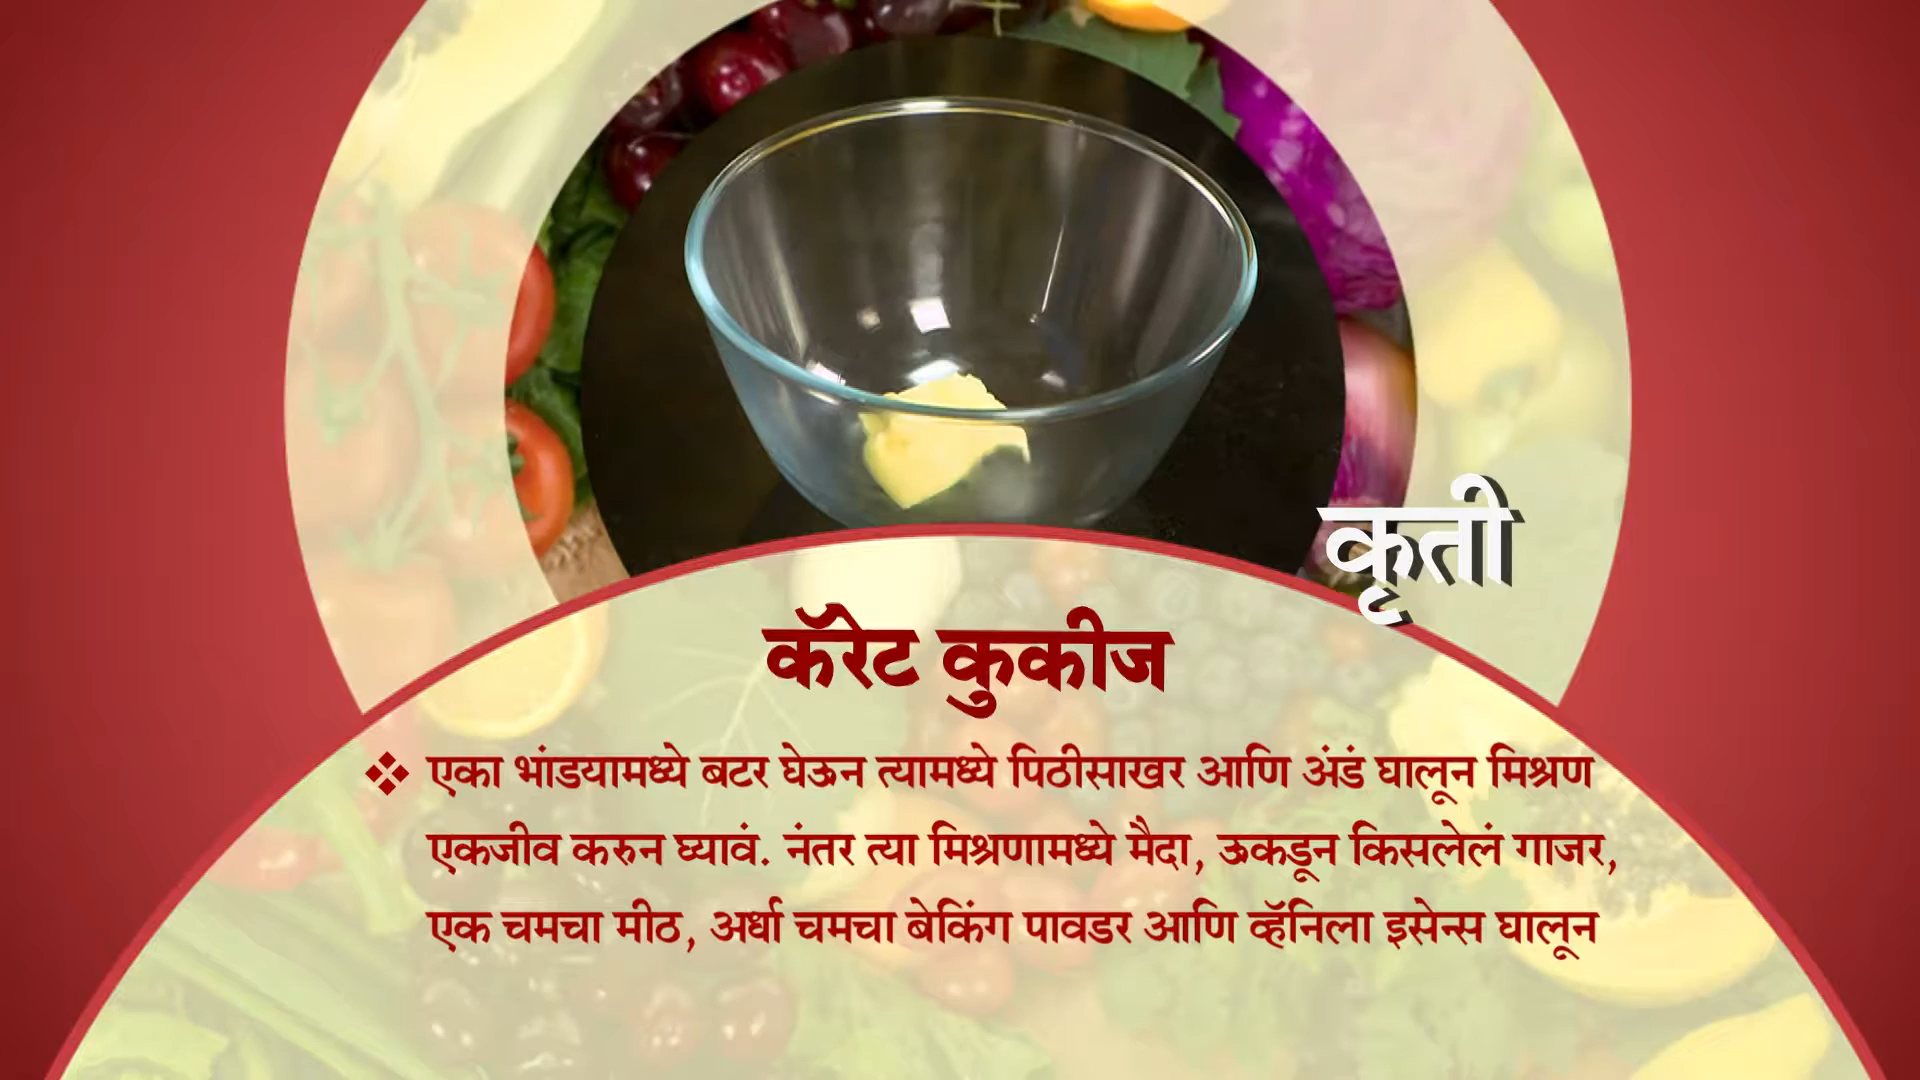 कृती
कॅरेट कुकीज
❖ एका भांडयामध्ये बटर घेऊन त्यामध्ये पिठीसाखर आणि अंडं घालून मिश्रण
एकजीव करुन घ्यावं. नंतर त्या मिश्रणामध्ये मैदा, ऊकडून किसलेलं गाजर,
एक चमचा मीठ, अर्धा चमचा बेकिंग पावडर आणि व्हॅनिला इसेन्स घालून